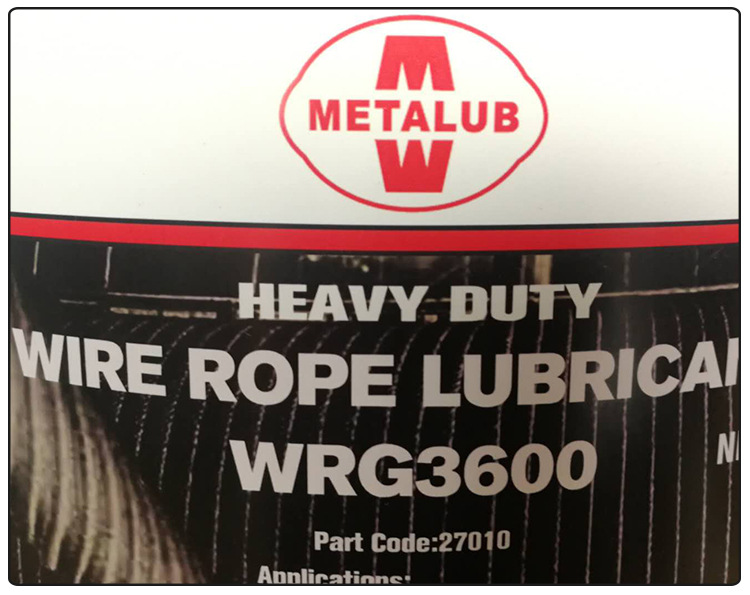 M
METALUB
W
HEAVY DUTY
WIRE ROPE LUBRICA
WRG3600
Part Code:27010
Applications: